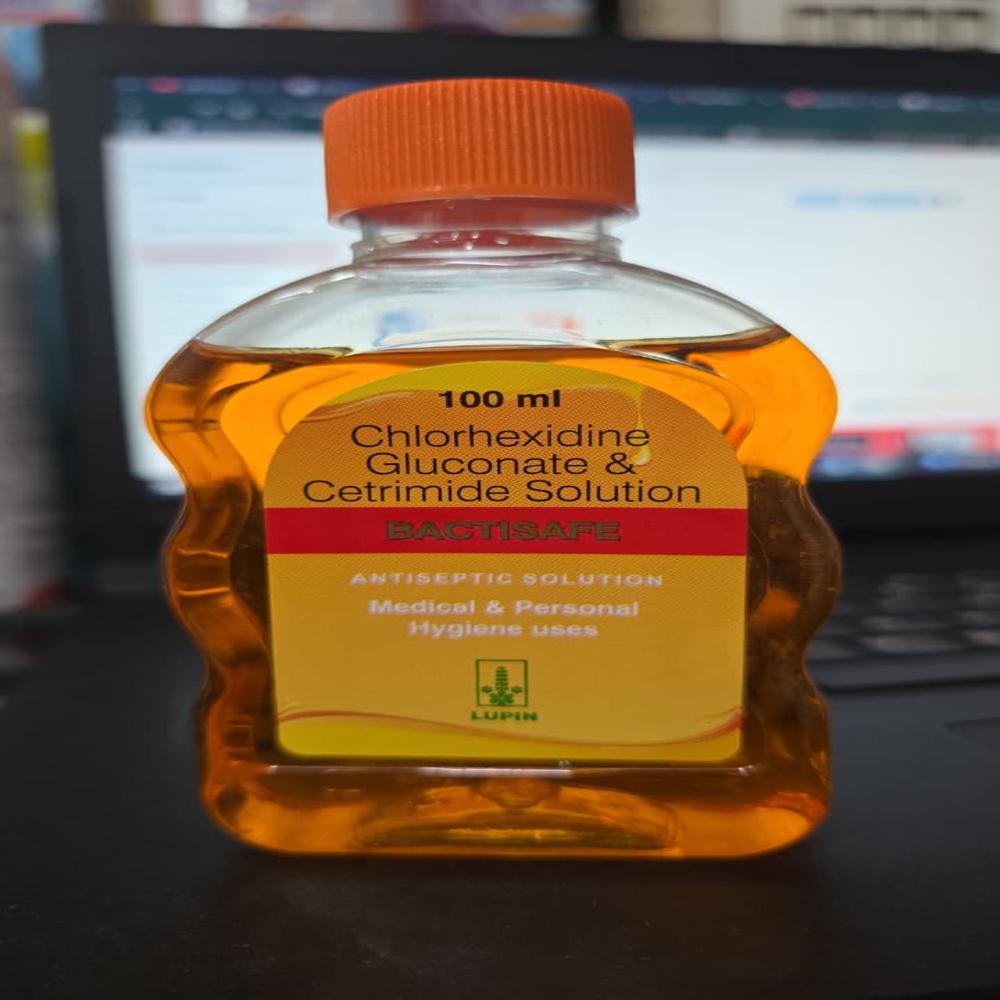 100 ml
Chlorhexidine
Gluconate &
Cetrimide Solution
BACTISAFE
ANTISEPTIC SOLUTION
Medical & Personal
Hygiene uses
LUPIN